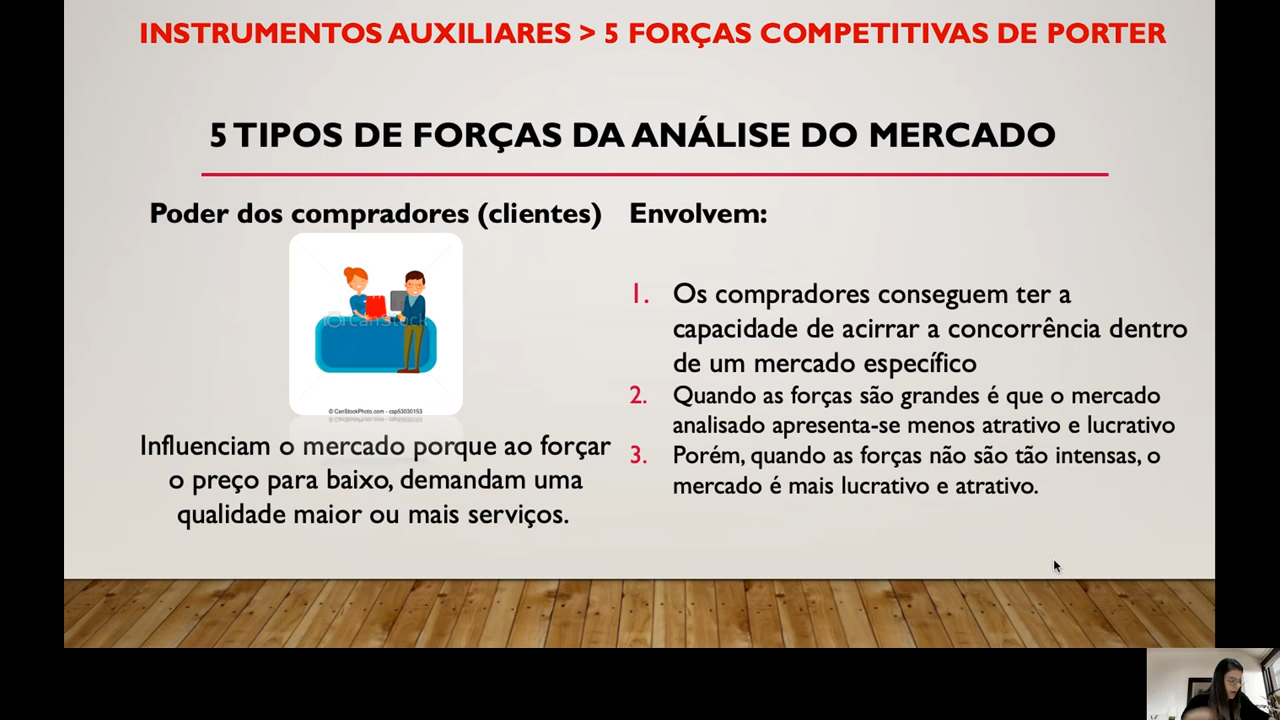 INSTRUMENTOS AUXILIARES > 5 FORÇAS COMPETITIVAS DE PORTER
5 TIPOS DE FORÇAS DA ANÁLISE DO MERCADO
Poder dos compradores (clientes)
CanStock
© CanStockPhoto.com - csp53030153
Influenciam o mercado porque ao forçar
o preço para baixo, demandam uma
qualidade maior ou mais serviços.
Envolvem:
1. Os compradores conseguem ter a
capacidade de acirrar a concorrência dentro
de um mercado específico
2. Quando as forças são grandes é que o mercado
analisado apresenta-se menos atrativo e lucrativo
3. Porém, quando as forças não são tão intensas, o
mercado é mais lucrativo e atrativo.